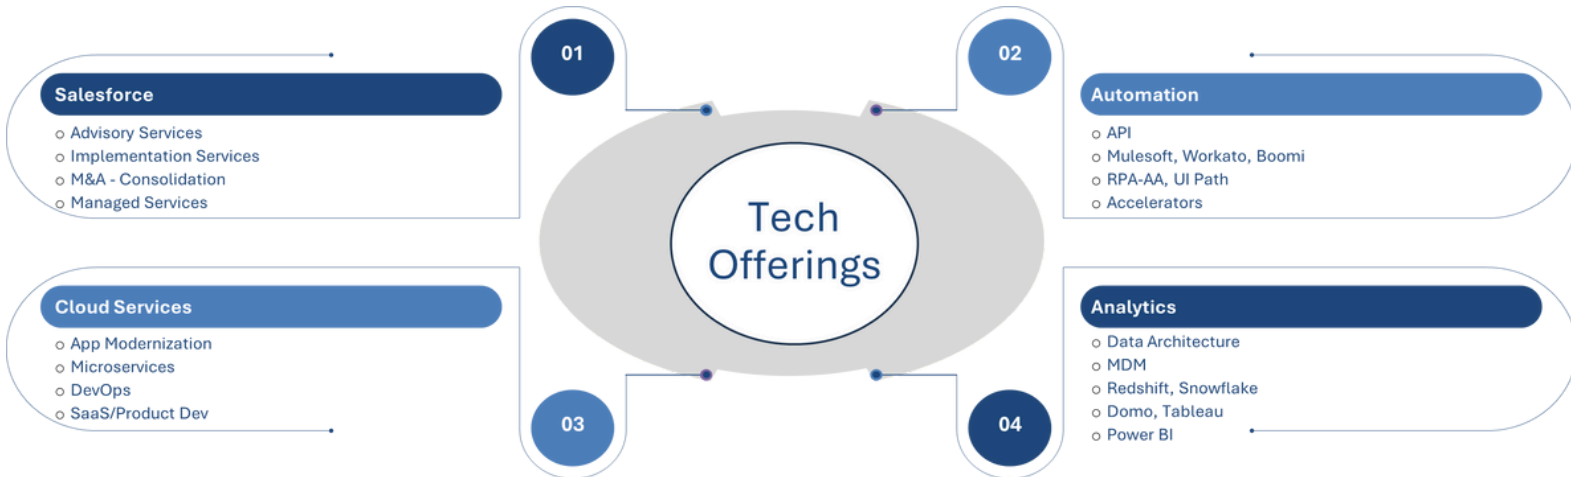 01
Salesforce
Advisory Services
Implementation Services
M&A - Consolidation
Managed Services
02
Automation
API
Mulesoft, Workato, Boomi
RPA-AA, UI Path
Accelerators
Tech
Offerings
03
Cloud Services
App Modernization
Microservices
DevOps
SaaS/Product Dev
04
Analytics
Data Architecture
MDM
Redshift, Snowflake
Domo, Tableau
Power BI